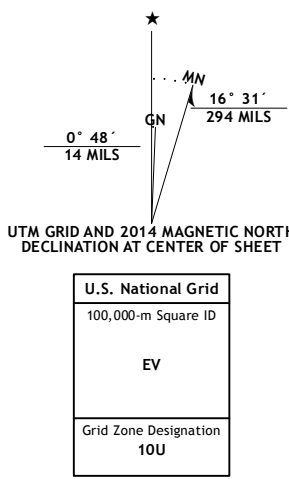 MN
16° 31´
294 MILS
GN
0° 48´
14 MILS
UTM GRID AND 2014 MAGNETIC NORTH
DECLINATION AT CENTER OF SHEET
U.S. National Grid
100,000-m Square ID
EV
Grid Zone Designation
10U